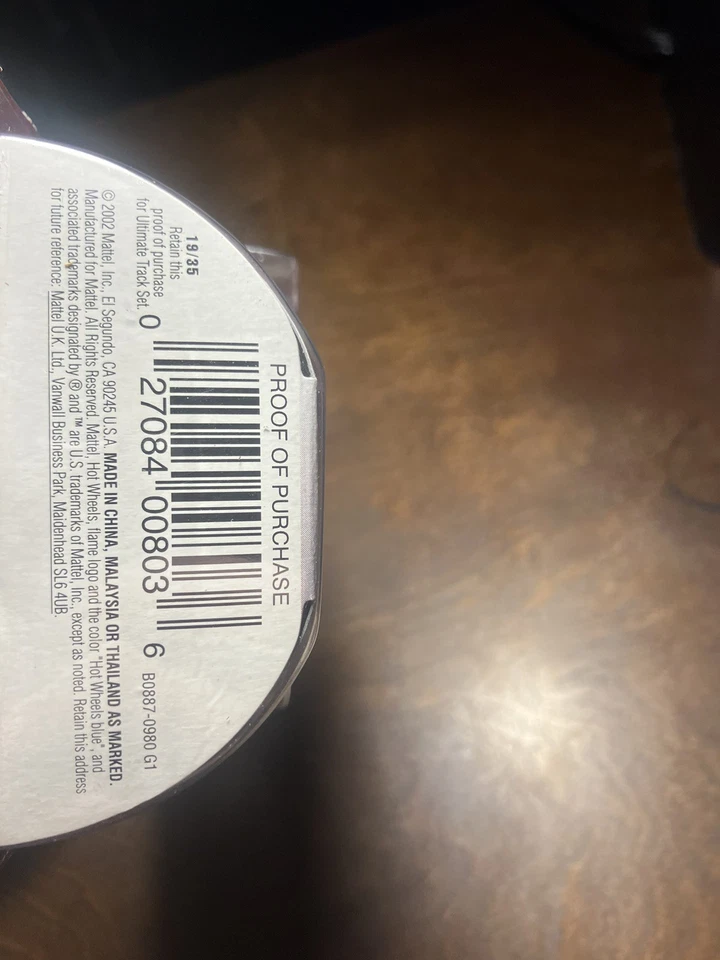 PROOF OF PURCHASE
19/35
Retain this
proof of purchase
for Ultimate Track Set.
0 27084 00803 6
B0887-0980 G1
© 2002 Mattel, Inc., El Segundo, CA 90245 U.S.A. MADE IN CHINA, MALAYSIA OR THAILAND AS MARKED.
Manufactured for Mattel. All Rights Reserved. Mattel, Hot Wheels, flame logo and the color "Hot Wheels blue", and
associated trademarks designated by ® and ™ are U.S. trademarks of Mattel, Inc., except as noted. Retain this address
for future reference: Mattel U.K. Ltd., Vanwall Business Park, Maidenhead SL6 4UB.